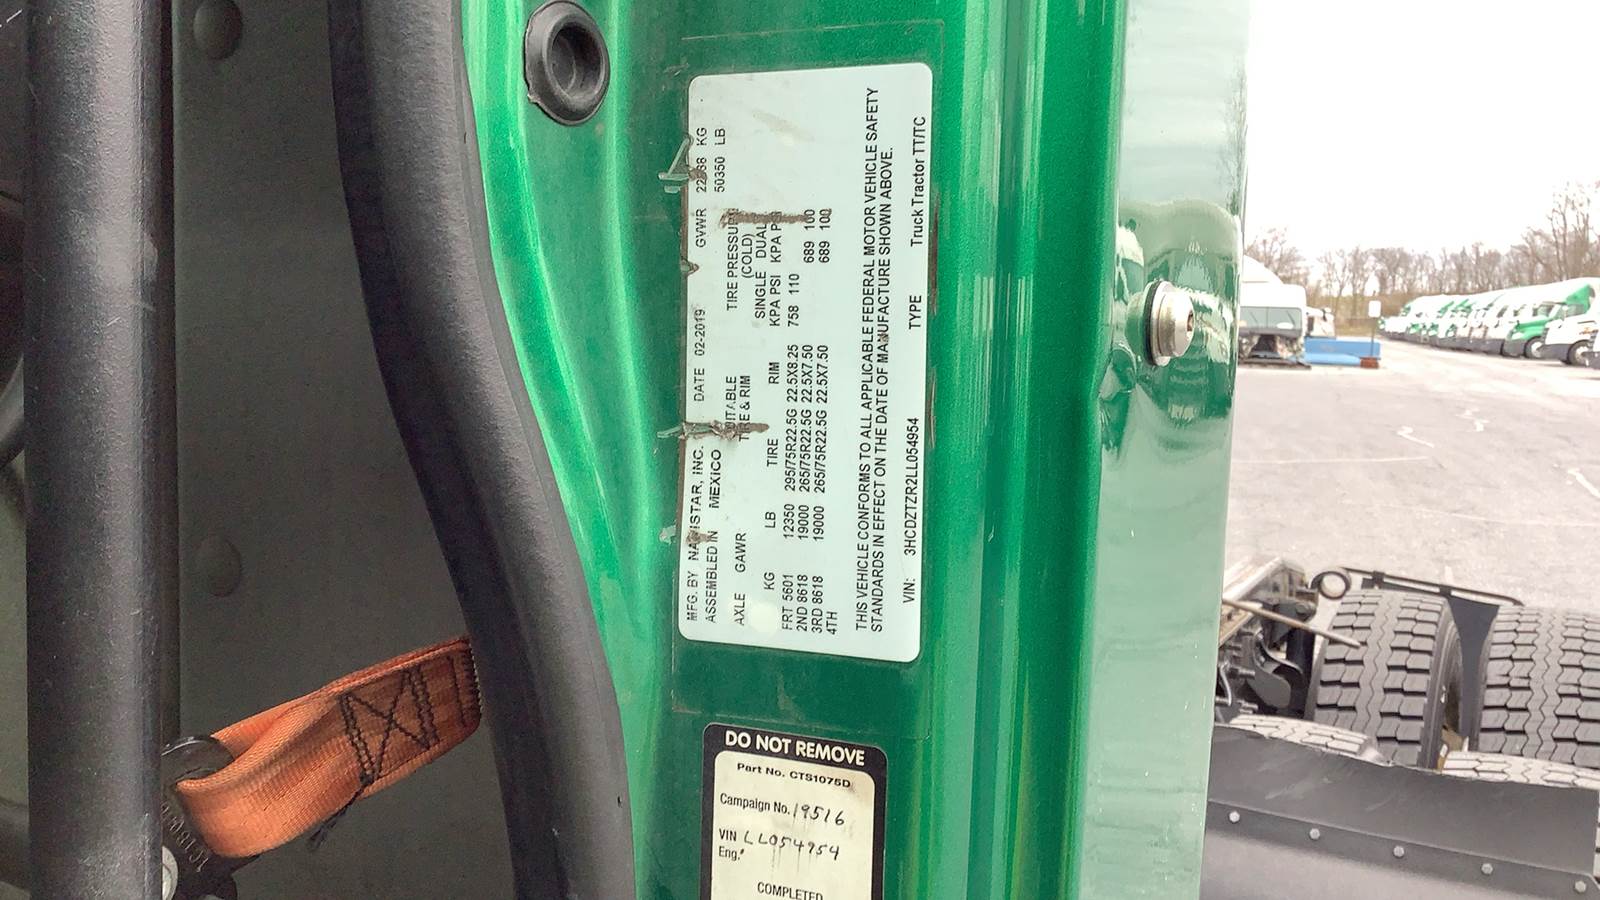 MFG. BY NAVISTAR, INC. DATE 02-2019 GVWR KG
ASSEMBLED IN MEXICO 50350 LB
SUITABLE TIRE PRESSURE
AXLE GAWR TIRE & RIM (COLD)
SINGLE DUAL
KG LB TIRE RIM KPA PSI KPA PSI
FRT 5601 12350 295/75R22.5G 22.5X8.25 758 110
2ND 8618 19000 265/75R22.5G 22.5X7.50 689 100
3RD 8618 19000 265/75R22.5G 22.5X7.50 689 100
4TH
THIS VEHICLE CONFORMS TO ALL APPLICABLE FEDERAL MOTOR VEHICLE SAFETY
STANDARDS IN EFFECT ON THE DATE OF MANUFACTURE SHOWN ABOVE.
VIN: 3HCDZTZR2LL054954 TYPE Truck Tractor TT/TC
DO NOT REMOVE
Part No. CTS1075D
Campaign No. 19516
VIN LL054954
Eng.#
COMPLETED